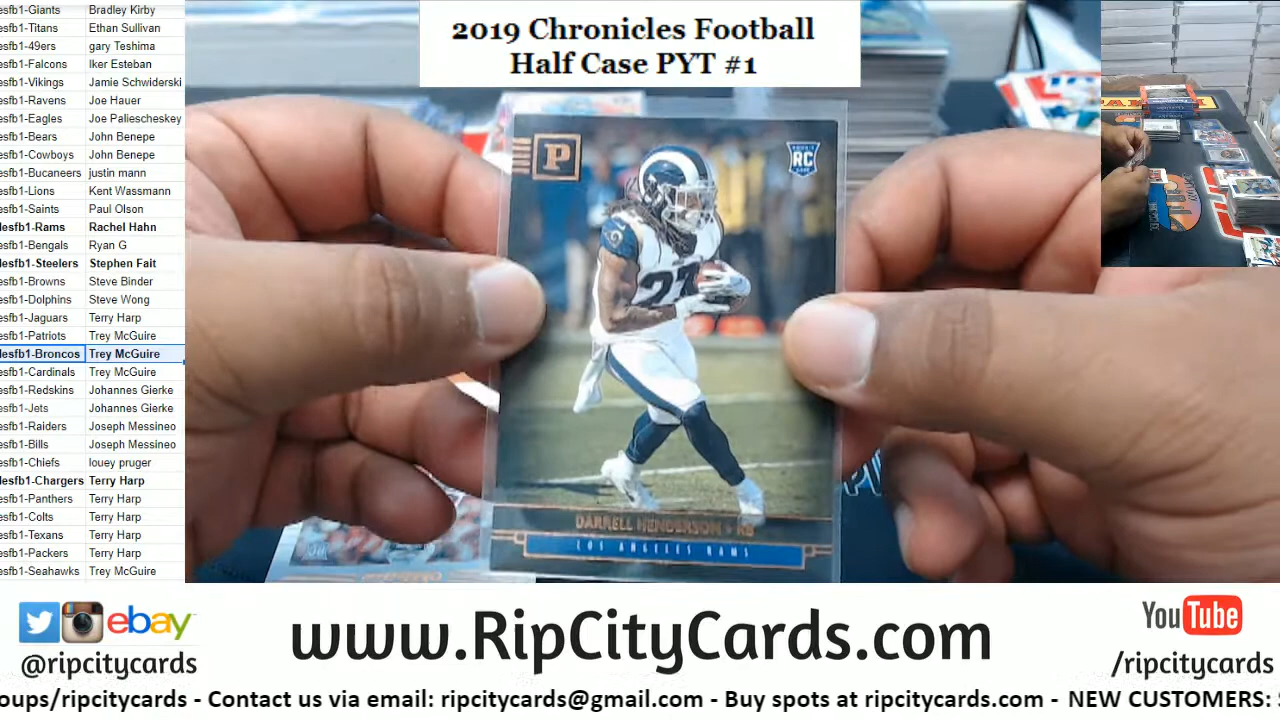 esfb1-Giants Bradley Kirby
esfb1-Titans Ethan Sullivan
esfb1-49ers gary Teshima
esfb1-Falcons Iker Esteban
esfb1-Vikings Jamie Schwiderski
esfb1-Ravens Joe Hauer
esfb1-Eagles Joe Paliescheskey
esfb1-Bears John Benepe
esfb1-Cowboys John Benepe
esfb1-Bucaneers justin mann
esfb1-Lions Kent Wassmann
esfb1-Saints Paul Olson
esfb1-Rams Rachel Hahn
esfb1-Bengals Ryan G
esfb1-Steelers Stephen Fait
esfb1-Browns Steve Binder
esfb1-Dolphins Steve Wong
esfb1-Jaguars Terry Harp
esfb1-Patriots Trey McGuire
lesfb1-Broncos Trey McGuire
esfb1-Cardinals Trey McGuire
esfb1-Redskins Johannes Gierke
esfb1-Jets Johannes Gierke
esfb1-Raiders Joseph Messineo
esfb1-Bills Joseph Messineo
esfb1-Chiefs louey pruger
esfb1-Chargers Terry Harp
esfb1-Panthers Terry Harp
esfb1-Colts Terry Harp
esfb1-Texans Terry Harp
esfb1-Packers Terry Harp
esfb1-Seahawks Trey McGuire
2019 Chronicles Football
Half Case PYT #1
P
RC
27
DARRELL HENDERSON • RB
LOS ANGELES RAMS
ebay
@ripcitycards
www.RipCityCards.com
YouTube
/ripcitycards
oups/ripcitycards - Contact us via email: ripcitycards@gmail.com - Buy spots at ripcitycards.com - NEW CUSTOMERS: S